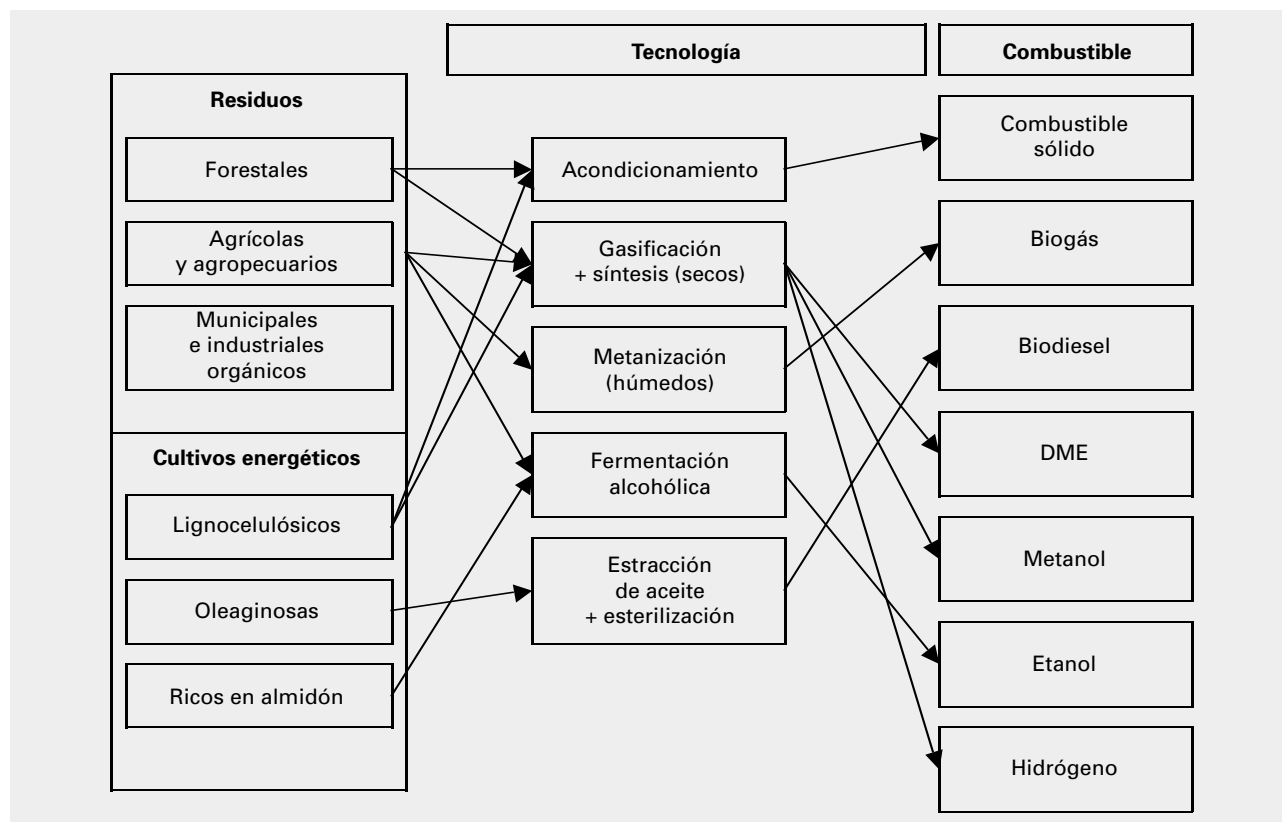 Tecnología
Combustible
Residuos
Forestales
Agrícolas
y agropecuarios
Municipales
e industriales
orgánicos
Cultivos energéticos
Lignocelulósicos
Oleaginosas
Ricos en almidón
Acondicionamiento
Gasificación
+ síntesis (secos)
Metanización
(húmedos)
Fermentación
alcohólica
Estracción
de aceite
+ esterilización
Combustible
sólido
Biogás
Biodiesel
DME
Metanol
Etanol
Hidrógeno